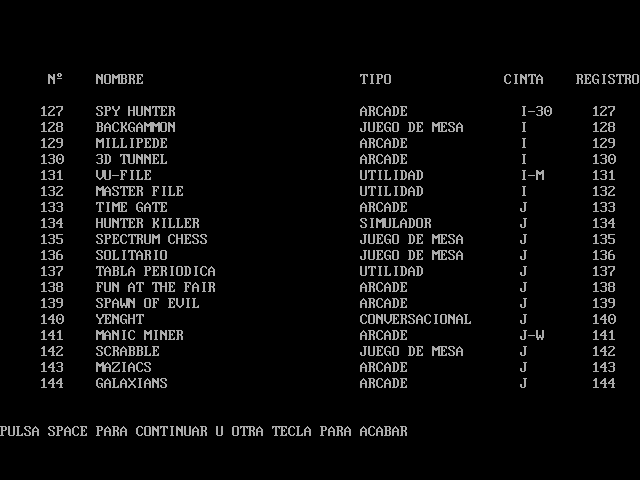 Nº NOMBRE TIPO CINTA REGISTRO
127 SPY HUNTER ARCADE I-30 127
128 BACKGAMMON JUEGO DE MESA I 128
129 MILLIPEDE ARCADE I 129
130 3D TUNNEL ARCADE I 130
131 VU-FILE UTILIDAD I-M 131
132 MASTER FILE UTILIDAD I 132
133 TIME GATE ARCADE J 133
134 HUNTER KILLER SIMULADOR J 134
135 SPECTRUM CHESS JUEGO DE MESA J 135
136 SOLITARIO JUEGO DE MESA J 136
137 TABLA PERIODICA UTILIDAD J 137
138 FUN AT THE FAIR ARCADE J 138
139 SPAWN OF EVIL ARCADE J 139
140 YENGHT CONVERSACIONAL J 140
141 MANIC MINER ARCADE J-W 141
142 SCRABBLE JUEGO DE MESA J 142
143 MAZIACS ARCADE J 143
144 GALAXIANS ARCADE J 144
PULSA SPACE PARA CONTINUAR U OTRA TECLA PARA ACABAR